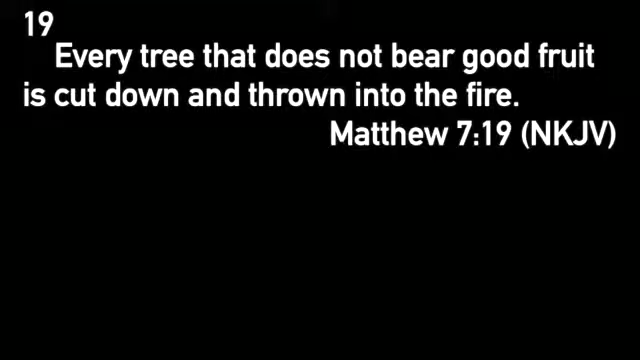 19
Every tree that does not bear good fruit
is cut down and thrown into the fire.
Matthew 7:19 (NKJV)